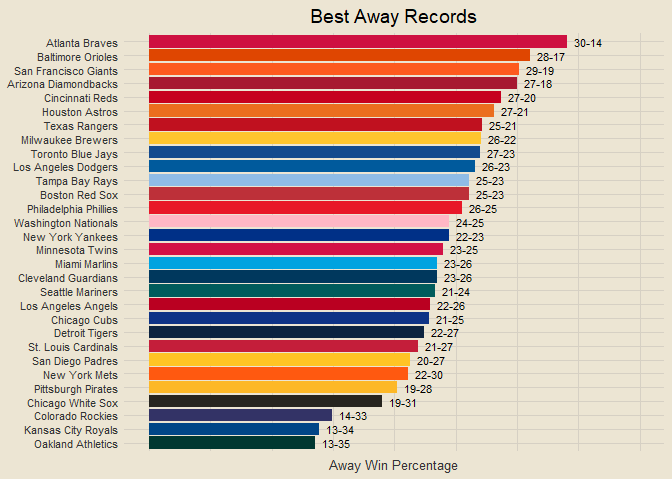 Best Away Records
Atlanta Braves 30-14
Baltimore Orioles 28-17
San Francisco Giants 29-19
Arizona Diamondbacks 27-18
Cincinnati Reds 27-20
Houston Astros 27-21
Texas Rangers 25-21
Milwaukee Brewers 26-22
Toronto Blue Jays 27-23
Los Angeles Dodgers 26-23
Tampa Bay Rays 25-23
Boston Red Sox 25-23
Philadelphia Phillies 26-25
Washington Nationals 24-25
New York Yankees 22-23
Minnesota Twins 23-25
Miami Marlins 23-26
Cleveland Guardians 23-26
Seattle Mariners 21-24
Los Angeles Angels 22-26
Chicago Cubs 21-25
Detroit Tigers 22-27
St. Louis Cardinals 21-27
San Diego Padres 20-27
New York Mets 22-30
Pittsburgh Pirates 19-28
Chicago White Sox 19-31
Colorado Rockies 14-33
Kansas City Royals 13-34
Oakland Athletics 13-35
Away Win Percentage